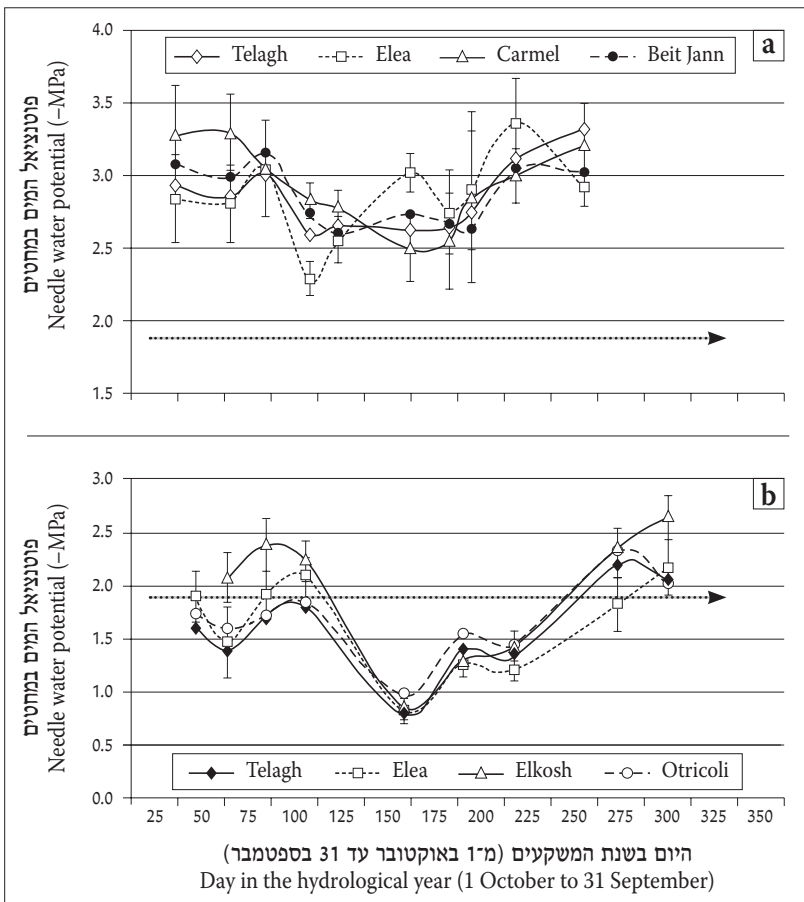 a
Telagh Elea Carmel Beit Jann
פוטנציאל המים במחטים
Needle water potential (–MPa)
4.0
3.5
3.0
2.5
2.0
1.5
b
פוטנציאל המים במחטים
Needle water potential (–MPa)
3.0
2.5
2.0
1.5
1.0
0.5
0.0
Telagh Elea Elkosh Otricoli
25 50 75 100 125 150 175 200 225 275 300 350
היום בשנת המשקעים (מ־1 באוקטובר עד 31 בספטמבר)
Day in the hydrological year (1 October to 31 September)